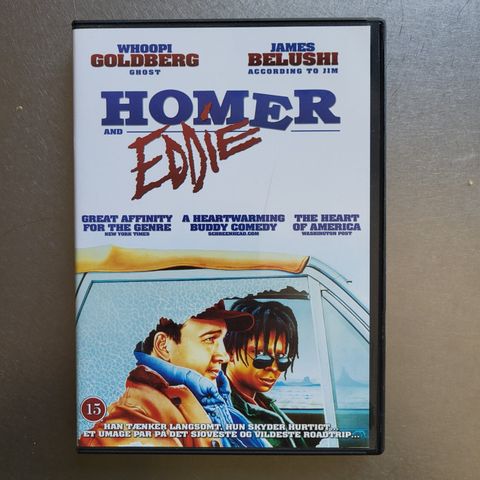 WHOOPI
GOLDBERG
GHOST
JAMES
BELUSHI
ACCORDING TO JIM
HOMER
AND
EDDIE
GREAT AFFINITY
FOR THE GENRE
NEW YORK TIMES
A HEARTWARMING
BUDDY COMEDY
SCHREENHEAD.COM
THE HEART
OF AMERICA
WASHINGTON POST
15
HAN TÆNKER LANGSOMT. HUN SKYDER HURTIGT...
ET UMAGE PAR PÅ DET SJOVESTE OG VILDESTE ROADTRIP...